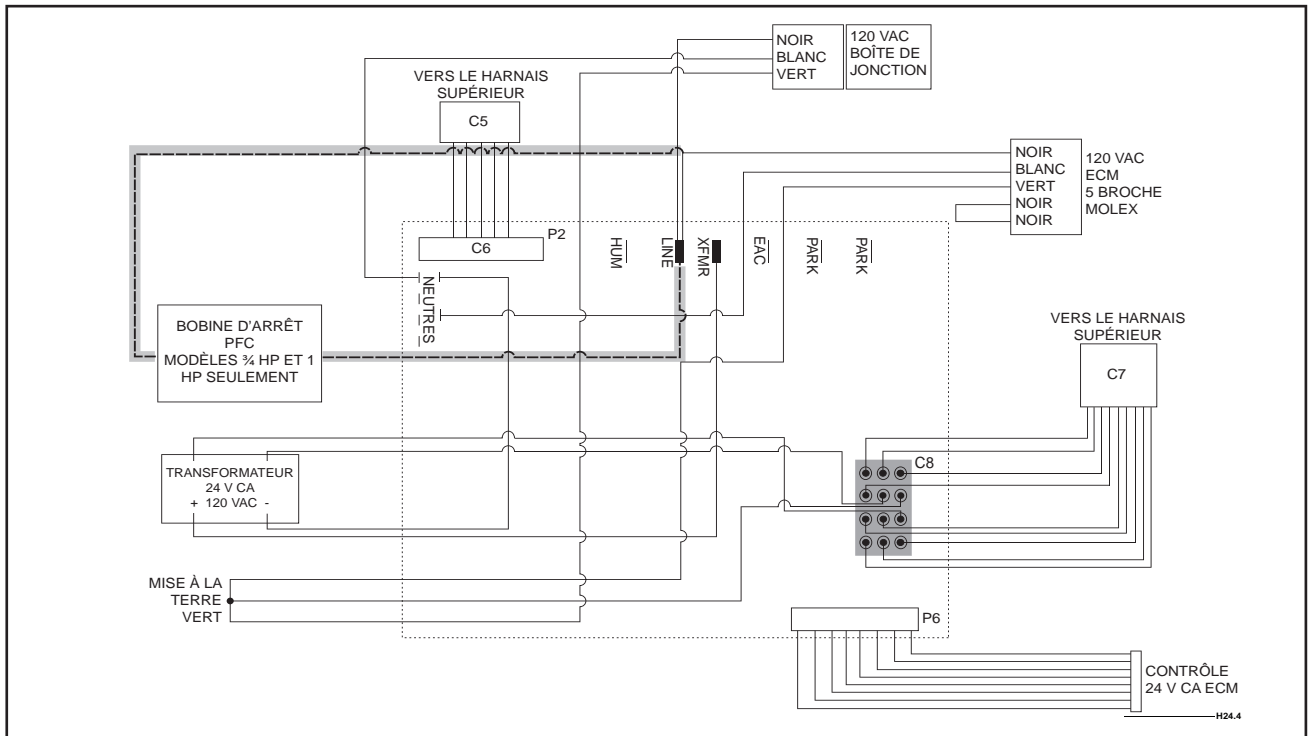 NOIR
BLANC
VERT
120 VAC
BOÎTE DE
JONCTION
VERS LE HARNAIS
SUPÉRIEUR
C5
NOIR
BLANC
VERT
NOIR
NOIR
120 VAC
ECM
5 BROCHE
MOLEX
P2
C6
HUM
LINE
XFMR
EAC
PARK
PARK
NEUTRES
BOBINE D'ARRÊT
PFC
MODÈLES ¾ HP ET 1
HP SEULEMENT
VERS LE HARNAIS
SUPÉRIEUR
C7
C8
TRANSFORMATEUR
24 V CA
+ 120 VAC -
MISE À LA
TERRE
VERT
P6
CONTRÔLE
24 V CA ECM
H24.4